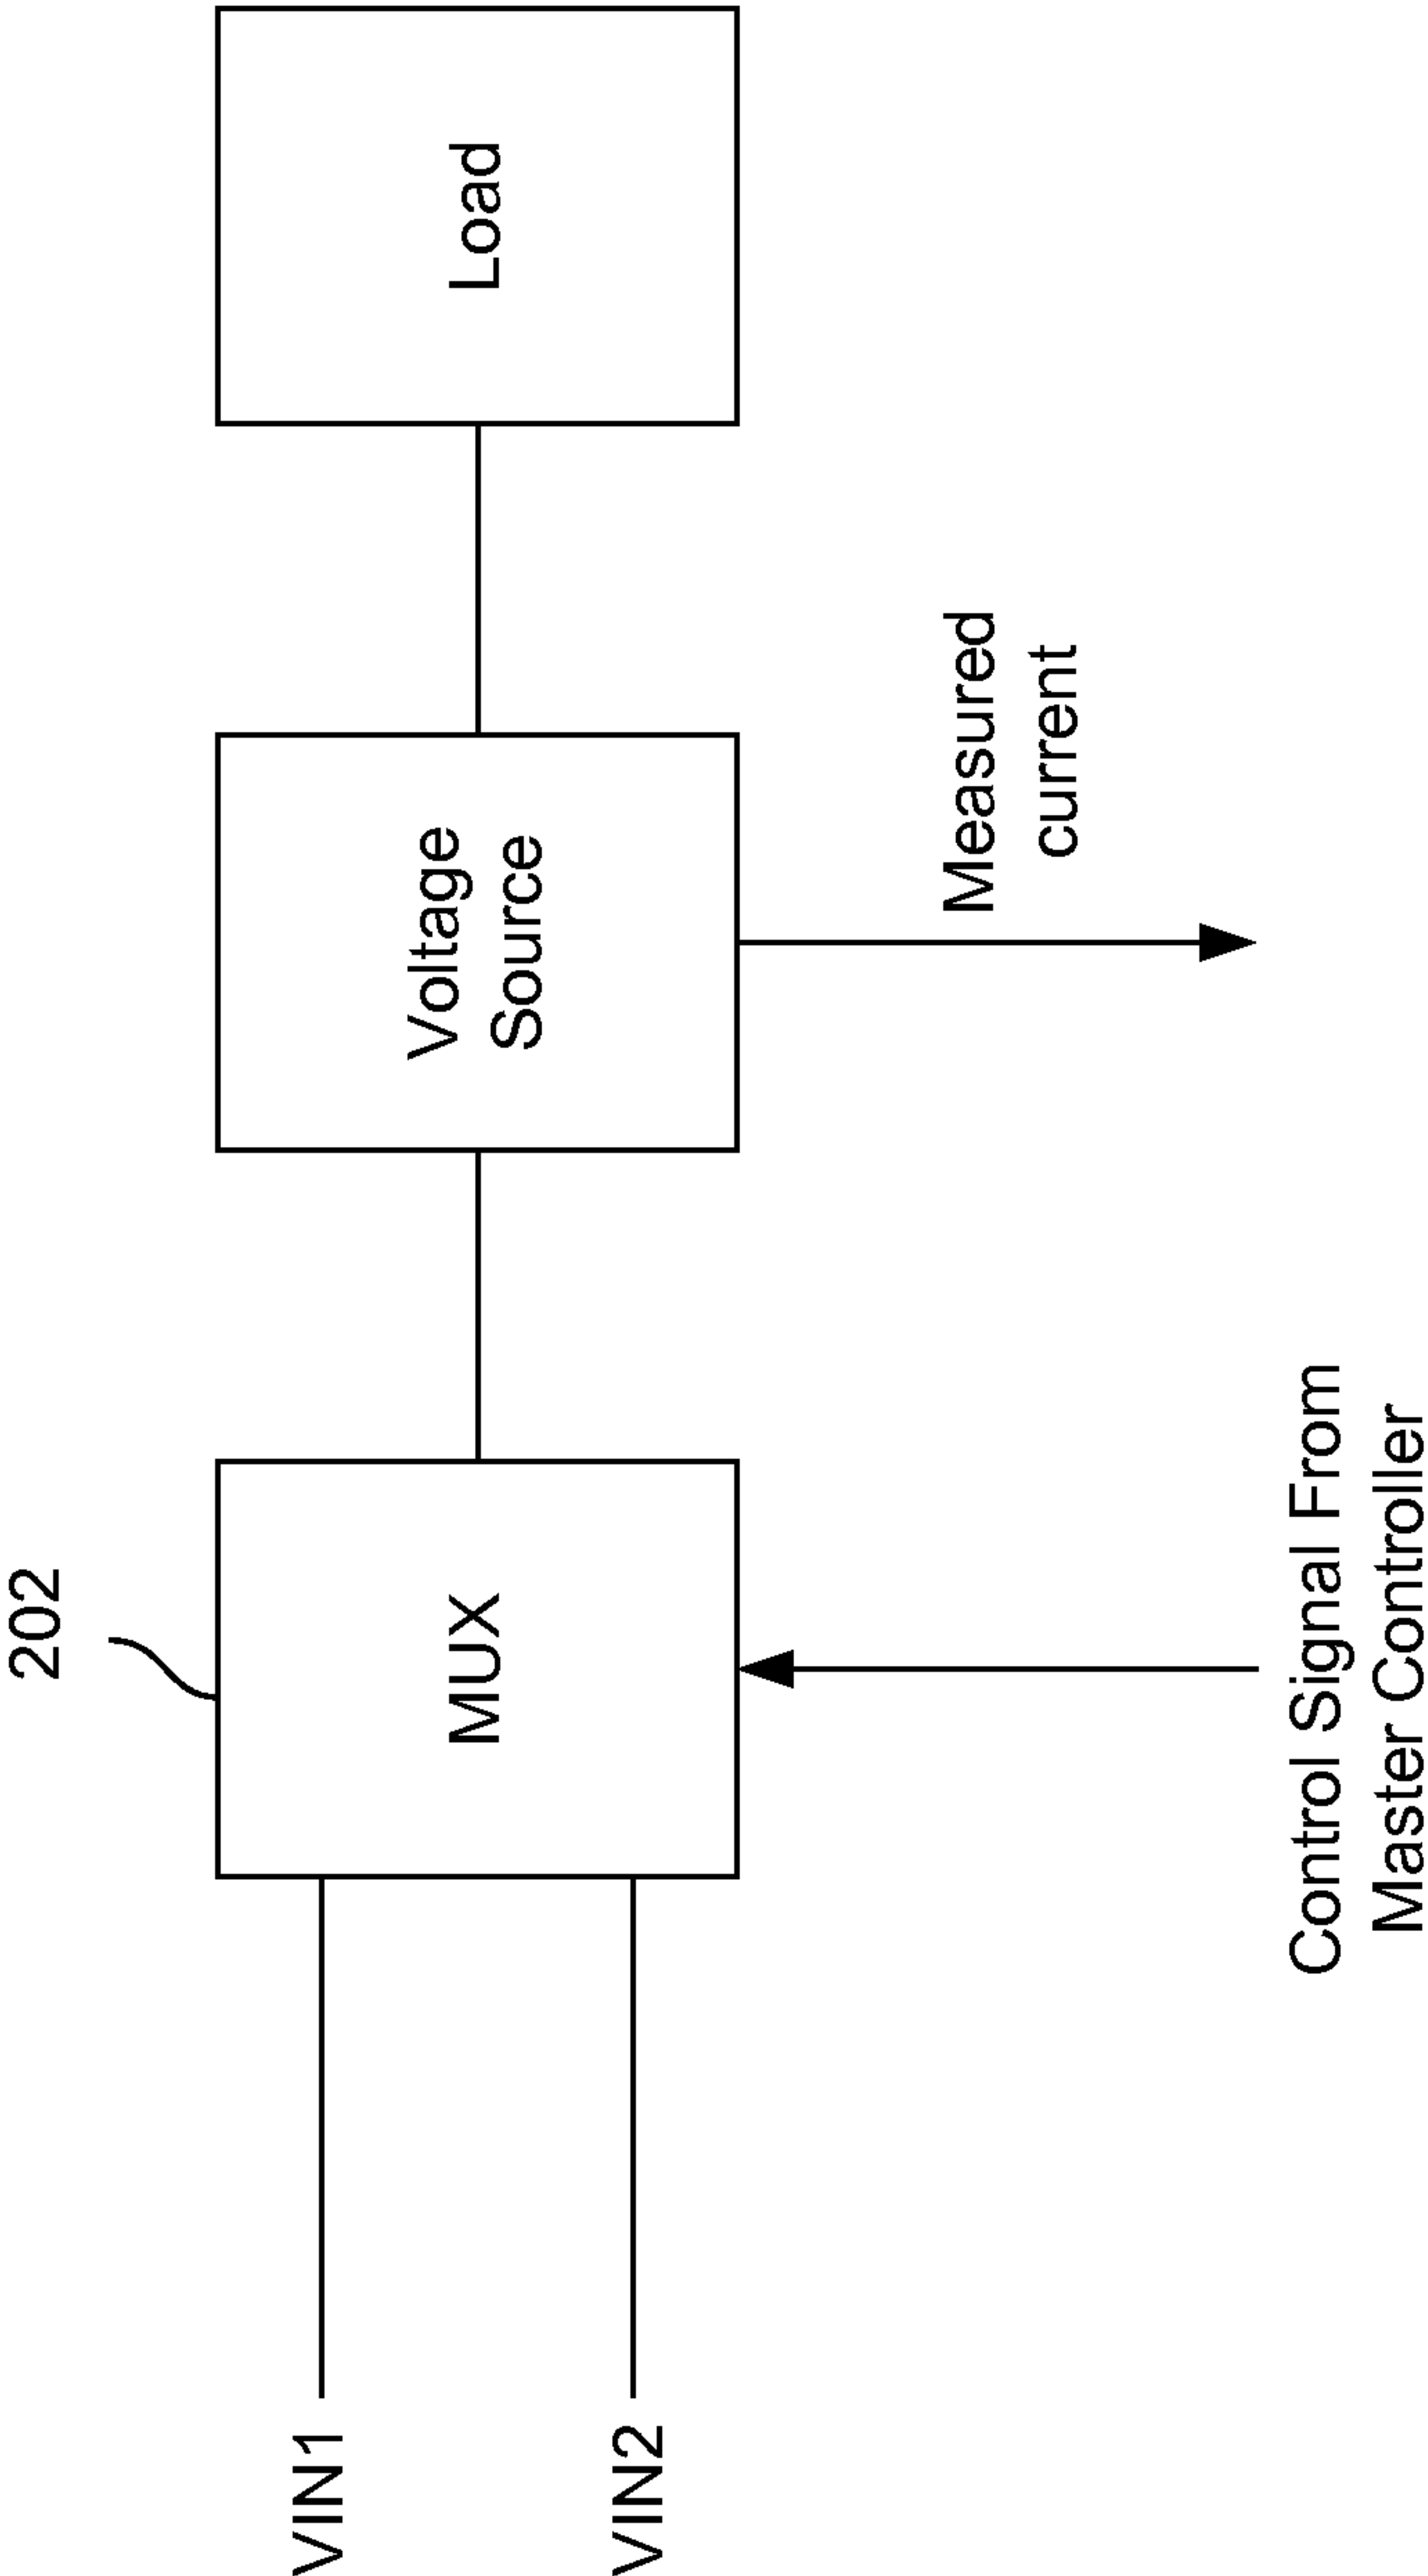 202
VIN1
VIN2
MUX
Voltage
Source
Load
Control Signal From
Master Controller
Measured
current